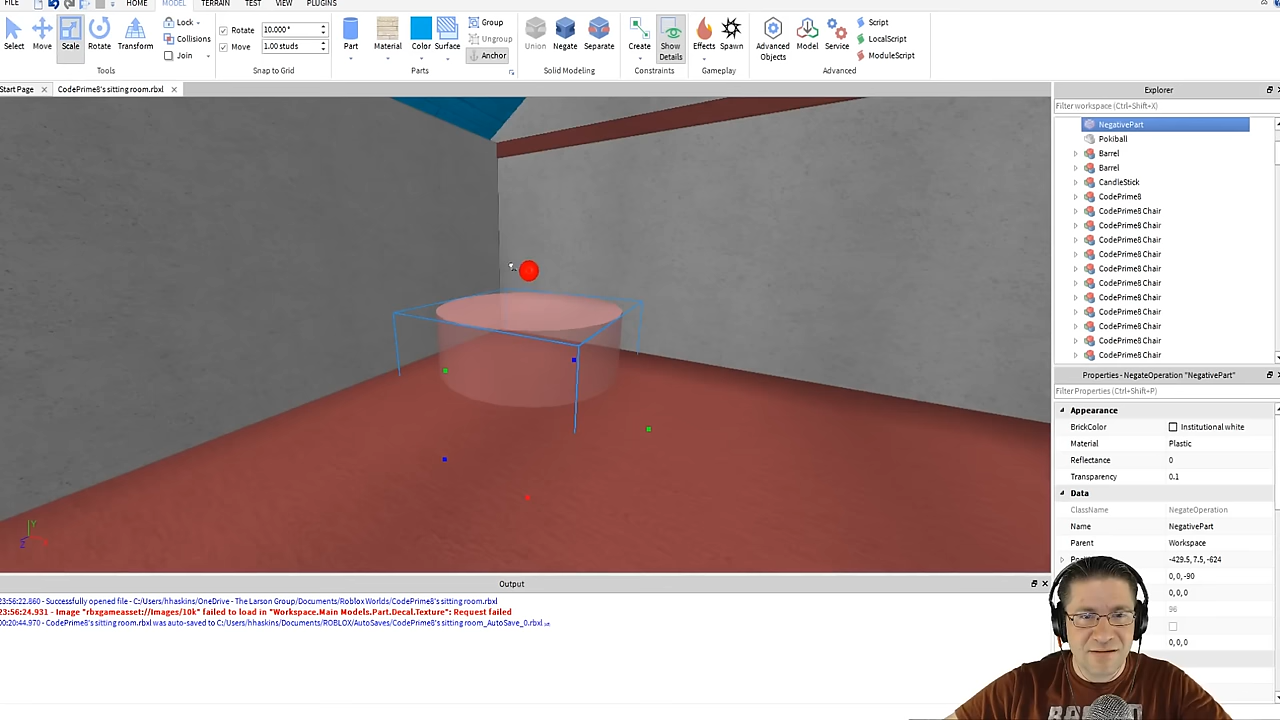 FILE HOME MODEL TERRAIN TEST VIEW PLUGINS
Select Move Scale Rotate Transform
Lock
Collisions
Join
Tools
Rotate 10.000 °
Move 1.00 studs
Snap to Grid
Part Material Color Surface
Group
Ungroup
Anchor
Parts
Union Negate Separate
Solid Modeling
Create Show Details
Constraints
Effects Spawn
Gameplay
Advanced Objects Model Service
Script
LocalScript
ModuleScript
Advanced
Start Page CodePrime8's sitting room.rbxl
Explorer
Filter workspace (Ctrl+Shift+X)
NegativePart
Pokiball
Barrel
Barrel
CandleStick
CodePrime8
CodePrime8 Chair
CodePrime8 Chair
CodePrime8 Chair
CodePrime8 Chair
CodePrime8 Chair
CodePrime8 Chair
CodePrime8 Chair
CodePrime8 Chair
CodePrime8 Chair
CodePrime8 Chair
CodePrime8 Chair
Properties - NegateOperation "NegativePart"
Filter Properties (Ctrl+Shift+P)
Appearance
BrickColor Institutional white
Material Plastic
Reflectance 0
Transparency 0.1
Data
ClassName NegateOperation
Name NegativePart
Parent Workspace
-429.5, 7.5, -624
0, 0, -90
0, 0, 0
96
0, 0, 0
Y
Z
Output
23:56:22.860 - Successfully opened file - C:/Users/hhaskins/OneDrive - The Larson Group/Documents/Roblox Worlds/CodePrime8's sitting room.rbxl
23:56:24.931 - Image "rbxgameasset://Images/10k" failed to load in "Workspace.Main Models.Part.Decal.Texture": Request failed
00:20:44.970 - CodePrime8's sitting room.rbxl was auto-saved to C:/Users/hhaskins/Documents/ROBLOX/AutoSaves/CodePrime8's sitting room_AutoSave_0.rbxl